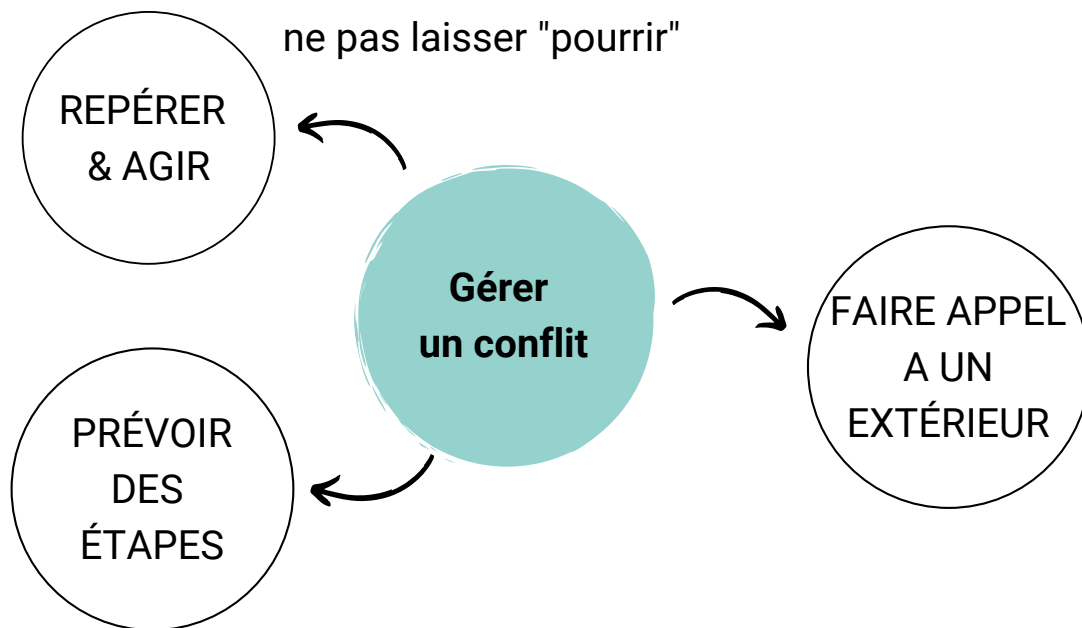 ne pas laisser "pourrir"
REPÉRER
& AGIR
Gérer
un conflit
FAIRE APPEL
A UN
EXTÉRIEUR
PRÉVOIR
DES
ÉTAPES